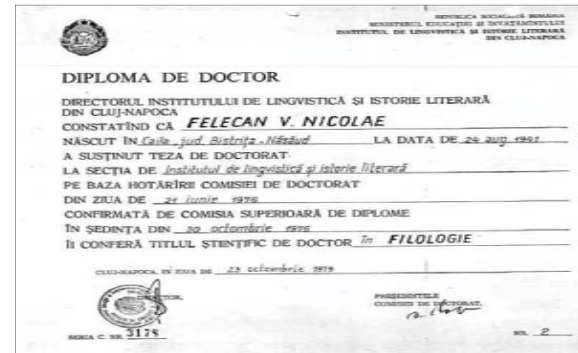 REPUBLICA SOCIALISTĂ ROMÂNIA
MINISTERUL EDUCAȚIEI ȘI ÎNVĂȚĂMÎNTULUI
INSTITUTUL DE LINGVISTICĂ ȘI ISTORIE LITERARĂ
DIN CLUJ-NAPOCA
DIPLOMA DE DOCTOR
DIRECTORUL INSTITUTULUI DE LINGVISTICĂ ȘI ISTORIE LITERARĂ
DIN CLUJ-NAPOCA
CONSTATÎND CĂ FELECAN V. NICOLAE
NĂSCUT ÎN Caila, jud. Bistrița-Năsăud LA DATA DE 24 aug. 1941
A SUSȚINUT TEZA DE DOCTORAT
LA SECȚIA DE Institutul de lingvistică și istorie literară
PE BAZA HOTĂRÎRII COMISIEI DE DOCTORAT
DIN ZIUA DE 21 iunie 1976
CONFIRMATĂ DE COMISIA SUPERIOARĂ DE DIPLOME
ÎN ȘEDINȚA DIN 30 octombrie 1976
ÎI CONFERĂ TITLUL ȘTIINȚIFIC DE DOCTOR în FILOLOGIE
CLUJ-NAPOCA, ÎN ZIUA DE 23 octombrie 1979
DIRECTOR,
PREȘEDINTELE
COMISIEI DE DOCTORAT,
SERIA C. NR. 3178
NR. 2